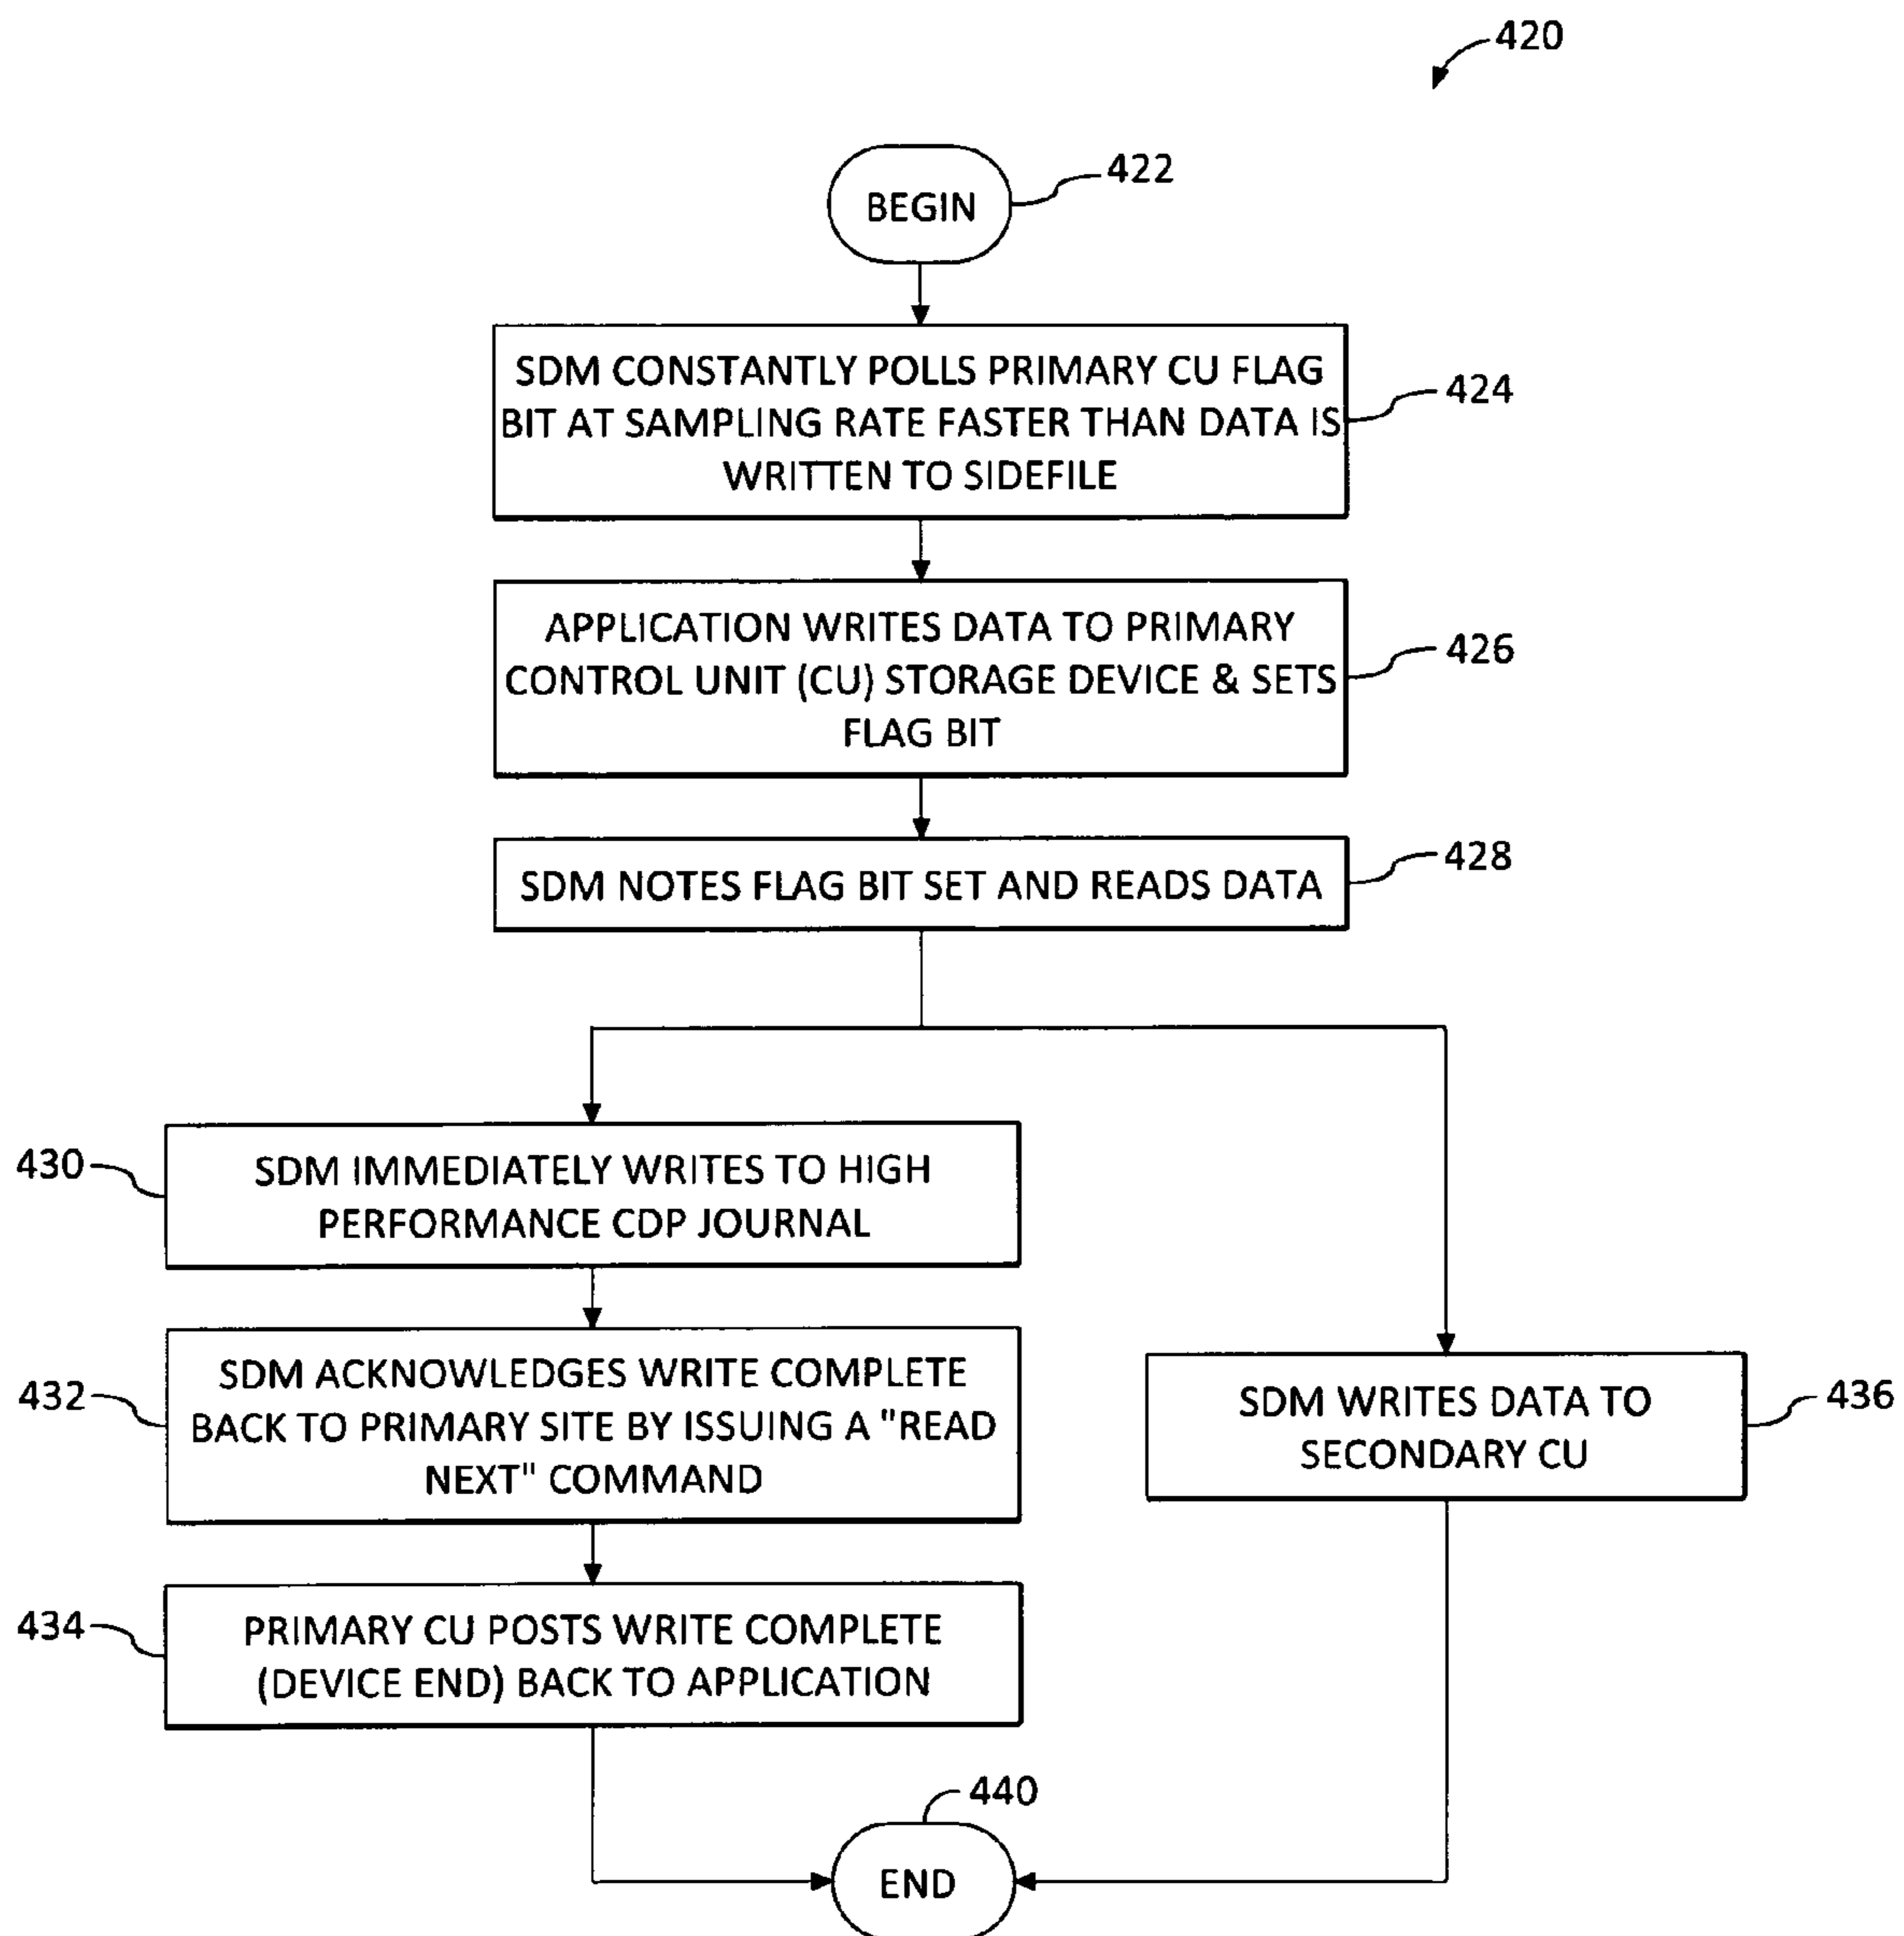 420
BEGIN
422
SDM CONSTANTLY POLLS PRIMARY CU FLAG
BIT AT SAMPLING RATE FASTER THAN DATA IS
WRITTEN TO SIDEFILE
424
APPLICATION WRITES DATA TO PRIMARY
CONTROL UNIT (CU) STORAGE DEVICE & SETS
FLAG BIT
426
SDM NOTES FLAG BIT SET AND READS DATA
428
430
SDM IMMEDIATELY WRITES TO HIGH
PERFORMANCE CDP JOURNAL
432
SDM ACKNOWLEDGES WRITE COMPLETE
BACK TO PRIMARY SITE BY ISSUING A "READ
NEXT" COMMAND
SDM WRITES DATA TO
SECONDARY CU
436
434
PRIMARY CU POSTS WRITE COMPLETE
(DEVICE END) BACK TO APPLICATION
440
END